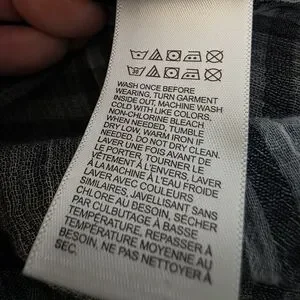 30
WASH ONCE BEFORE
WEARING, TURN GARMENT
INSIDE OUT. MACHINE WASH
COLD WITH LIKE COLORS,
NON-CHLORINE BLEACH
WHEN NEEDED, TUMBLE
DRY LOW. WARM IRON IF
NEEDED. DO NOT DRY CLEAN.
LAVER UNE FOIS AVANT DE
LE PORTER, TOURNER LE
VÊTEMENT À L'ENVERS, LAVER
À LA MACHINE À L'EAU FROIDE
LAVER AVEC COULEURS
SIMILAIRES, JAVELLISANT SANS
CHLORE AU BESOIN, SÉCHER
PAR CULBUTAGE À BASSE
TEMPÉRATURE, REPASSER À
TEMPÉRATURE MOYENNE AU
BESOIN. NE PAS NETTOYER À
SEC.